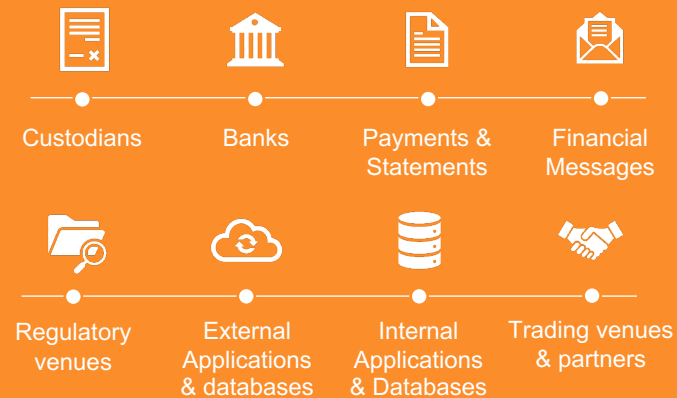 Custodians
Banks
Payments &
Statements
Financial
Messages
Regulatory
venues
External
Applications
& databases
Internal
Applications
& Databases
Trading venues
& partners